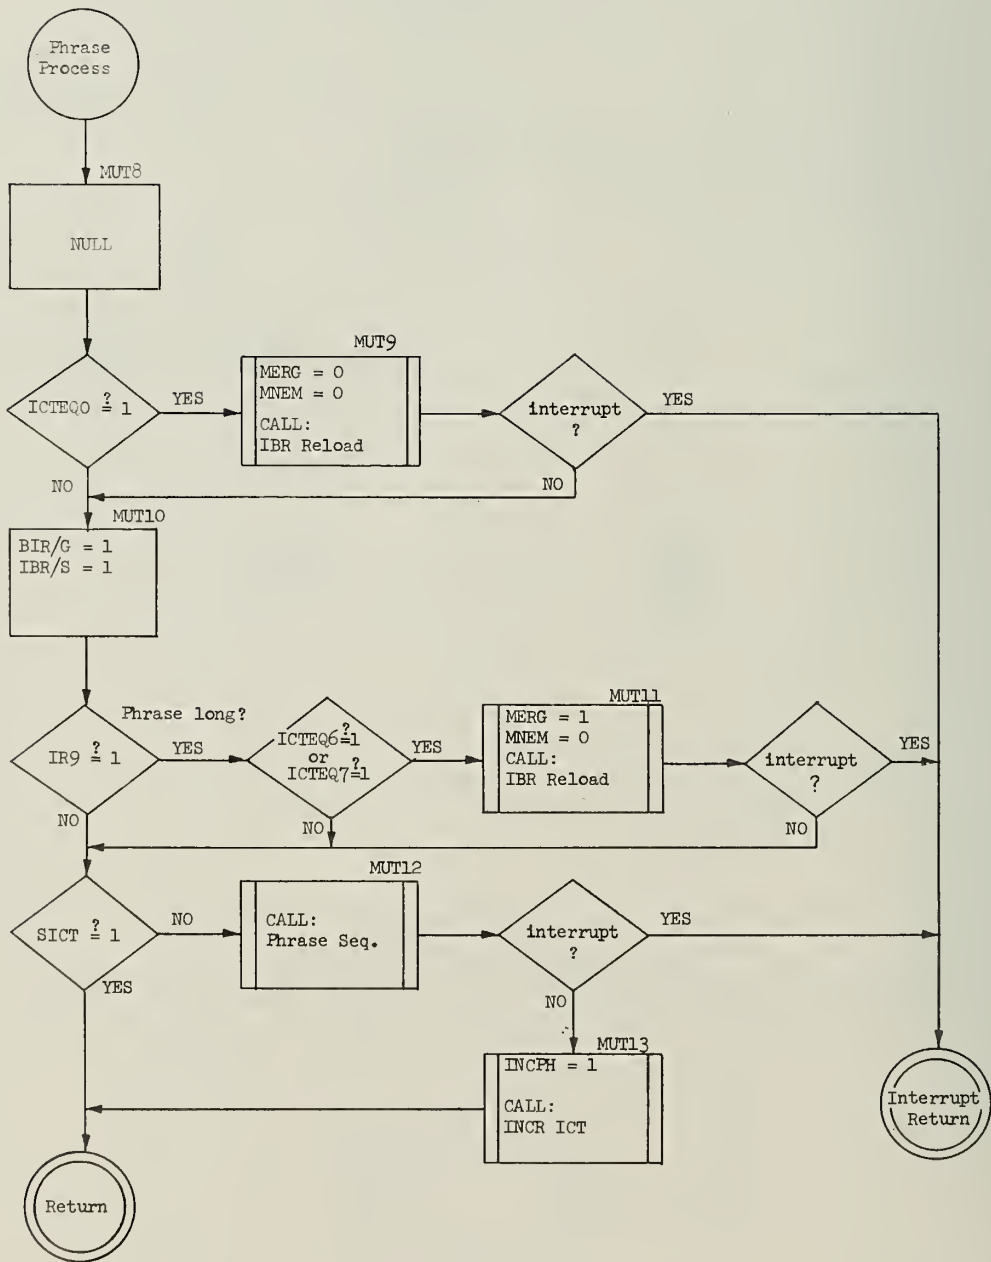 Phrase
Process
MUT8
NULL
MUT9
ICTEQ0 ≟ 1
YES
MERG = 0
MNEM = 0
CALL:
IBR Reload
interrupt
?
YES
NO
NO
MUT10
BIR/G = 1
IBR/S = 1
Phrase long?
IR9 ≟ 1
YES
ICTEQ6≟1
or
ICTEQ7≟1
YES
MUT11
MERG = 1
MNEM = 0
CALL:
IBR Reload
interrupt
?
YES
NO
NO
NO
MUT12
SICT ≟ 1
NO
CALL:
Phrase Seq.
interrupt
?
YES
YES
NO
MUT13
INCPH = 1
CALL:
INCR ICT
Interrupt
Return
Return